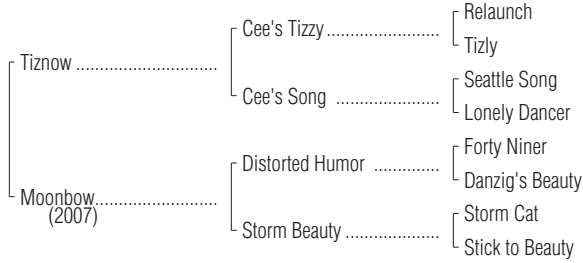 Relaunch
Cee's Tizzy ..........................
Tizly
Tiznow .................................
Seattle Song
Cee's Song ........................
Lonely Dancer
Forty Niner
Distorted Humor ...............
Danzig's Beauty
Moonbow............................
(2007)
Storm Cat
Storm Beauty ......................
Stick to Beauty